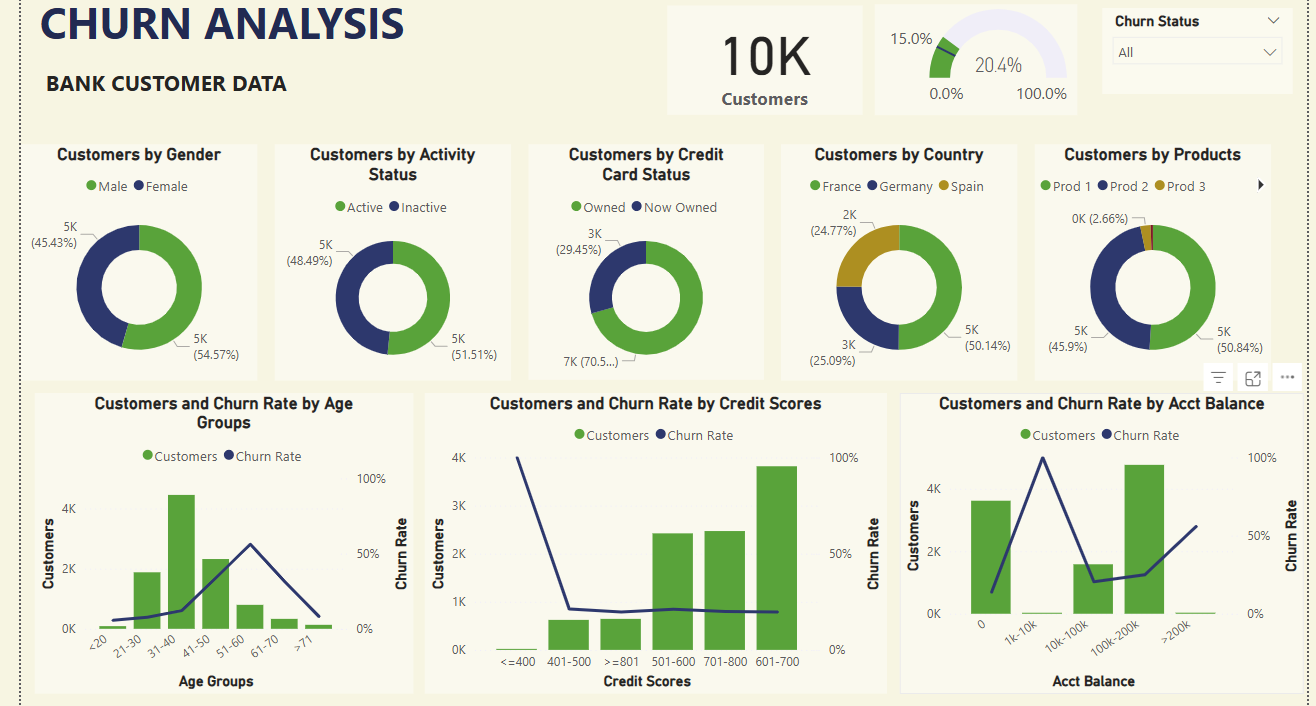 CHURN ANALYSIS
BANK CUSTOMER DATA
10K
Customers
15.0%
20.4%
0.0%
100.0%
Churn Status
All
Customers by Gender
Male Female
5K
(45.43%)
5K
(54.57%)
Customers by Activity
Status
Active Inactive
5K
(48.49%)
5K
(51.51%)
Customers by Credit
Card Status
Owned Now Owned
3K
(29.45%)
7K (70.5...)
Customers by Country
France Germany Spain
2K
(24.77%)
3K
(25.09%)
5K
(50.14%)
Customers by Products
Prod 1 Prod 2 Prod 3
0K (2.66%)
5K
(45.9%)
5K
(50.84%)
Customers and Churn Rate by Age
Groups
Customers Churn Rate
Customers
4K
2K
0K
100%
50%
0%
Churn Rate
<20 21-30 31-40 41-50 51-60 61-70 >71
Age Groups
Customers and Churn Rate by Credit Scores
Customers Churn Rate
Customers
4K
3K
2K
1K
0K
100%
50%
0%
Churn Rate
<=400 401-500 >=801 501-600 701-800 601-700
Credit Scores
Customers and Churn Rate by Acct Balance
Customers Churn Rate
Customers
4K
2K
0K
100%
50%
0%
Churn Rate
0 1k-10k 10k-100k 100k-200k >200k
Acct Balance